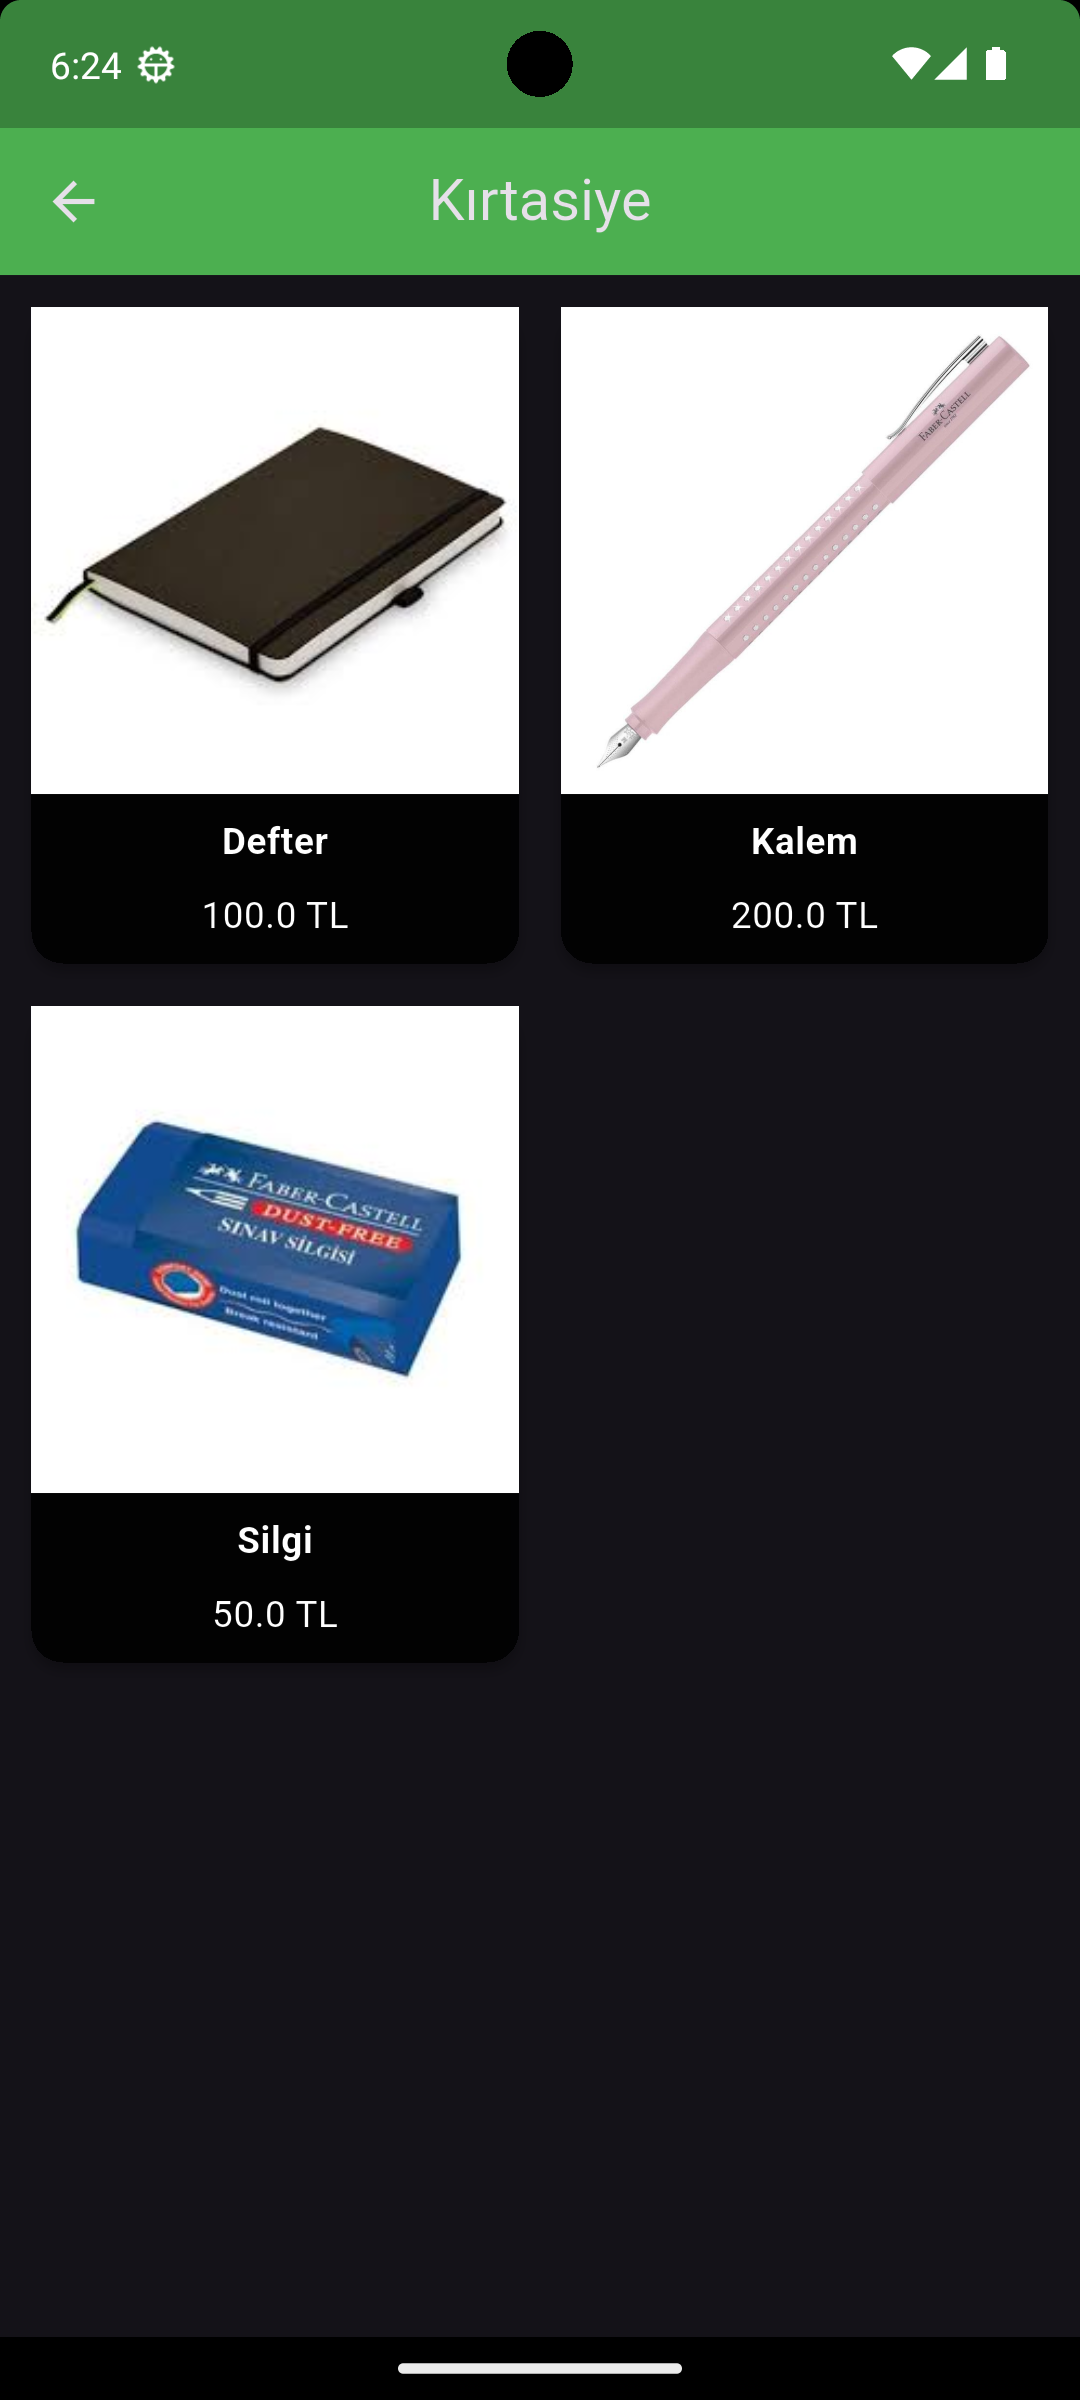 6:24
Kırtasiye
FABER-CASTELL
Defter
100.0 TL
Kalem
200.0 TL
FABER-CASTELL
DUST-FREE
SINAV SİLGİSİ
Dust roll together
Break resistant
Silgi
50.0 TL